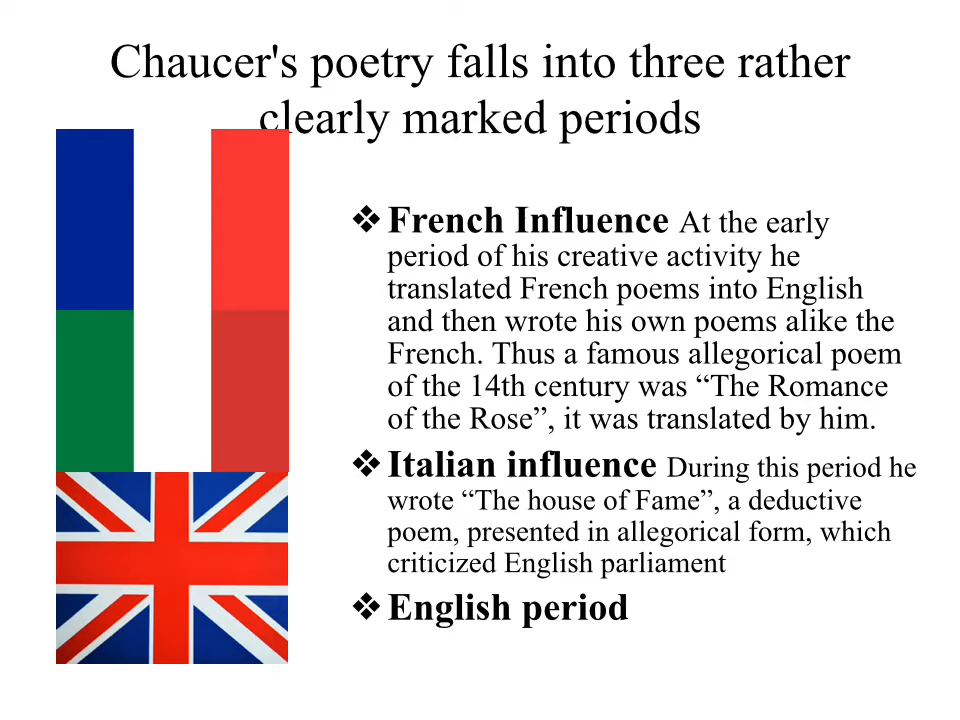 Chaucer's poetry falls into three rather
clearly marked periods
❖ French Influence At the early
period of his creative activity he
translated French poems into English
and then wrote his own poems alike the
French. Thus a famous allegorical poem
of the 14th century was “The Romance
of the Rose”, it was translated by him.
❖ Italian influence During this period he
wrote “The house of Fame”, a deductive
poem, presented in allegorical form, which
criticized English parliament
❖ English period